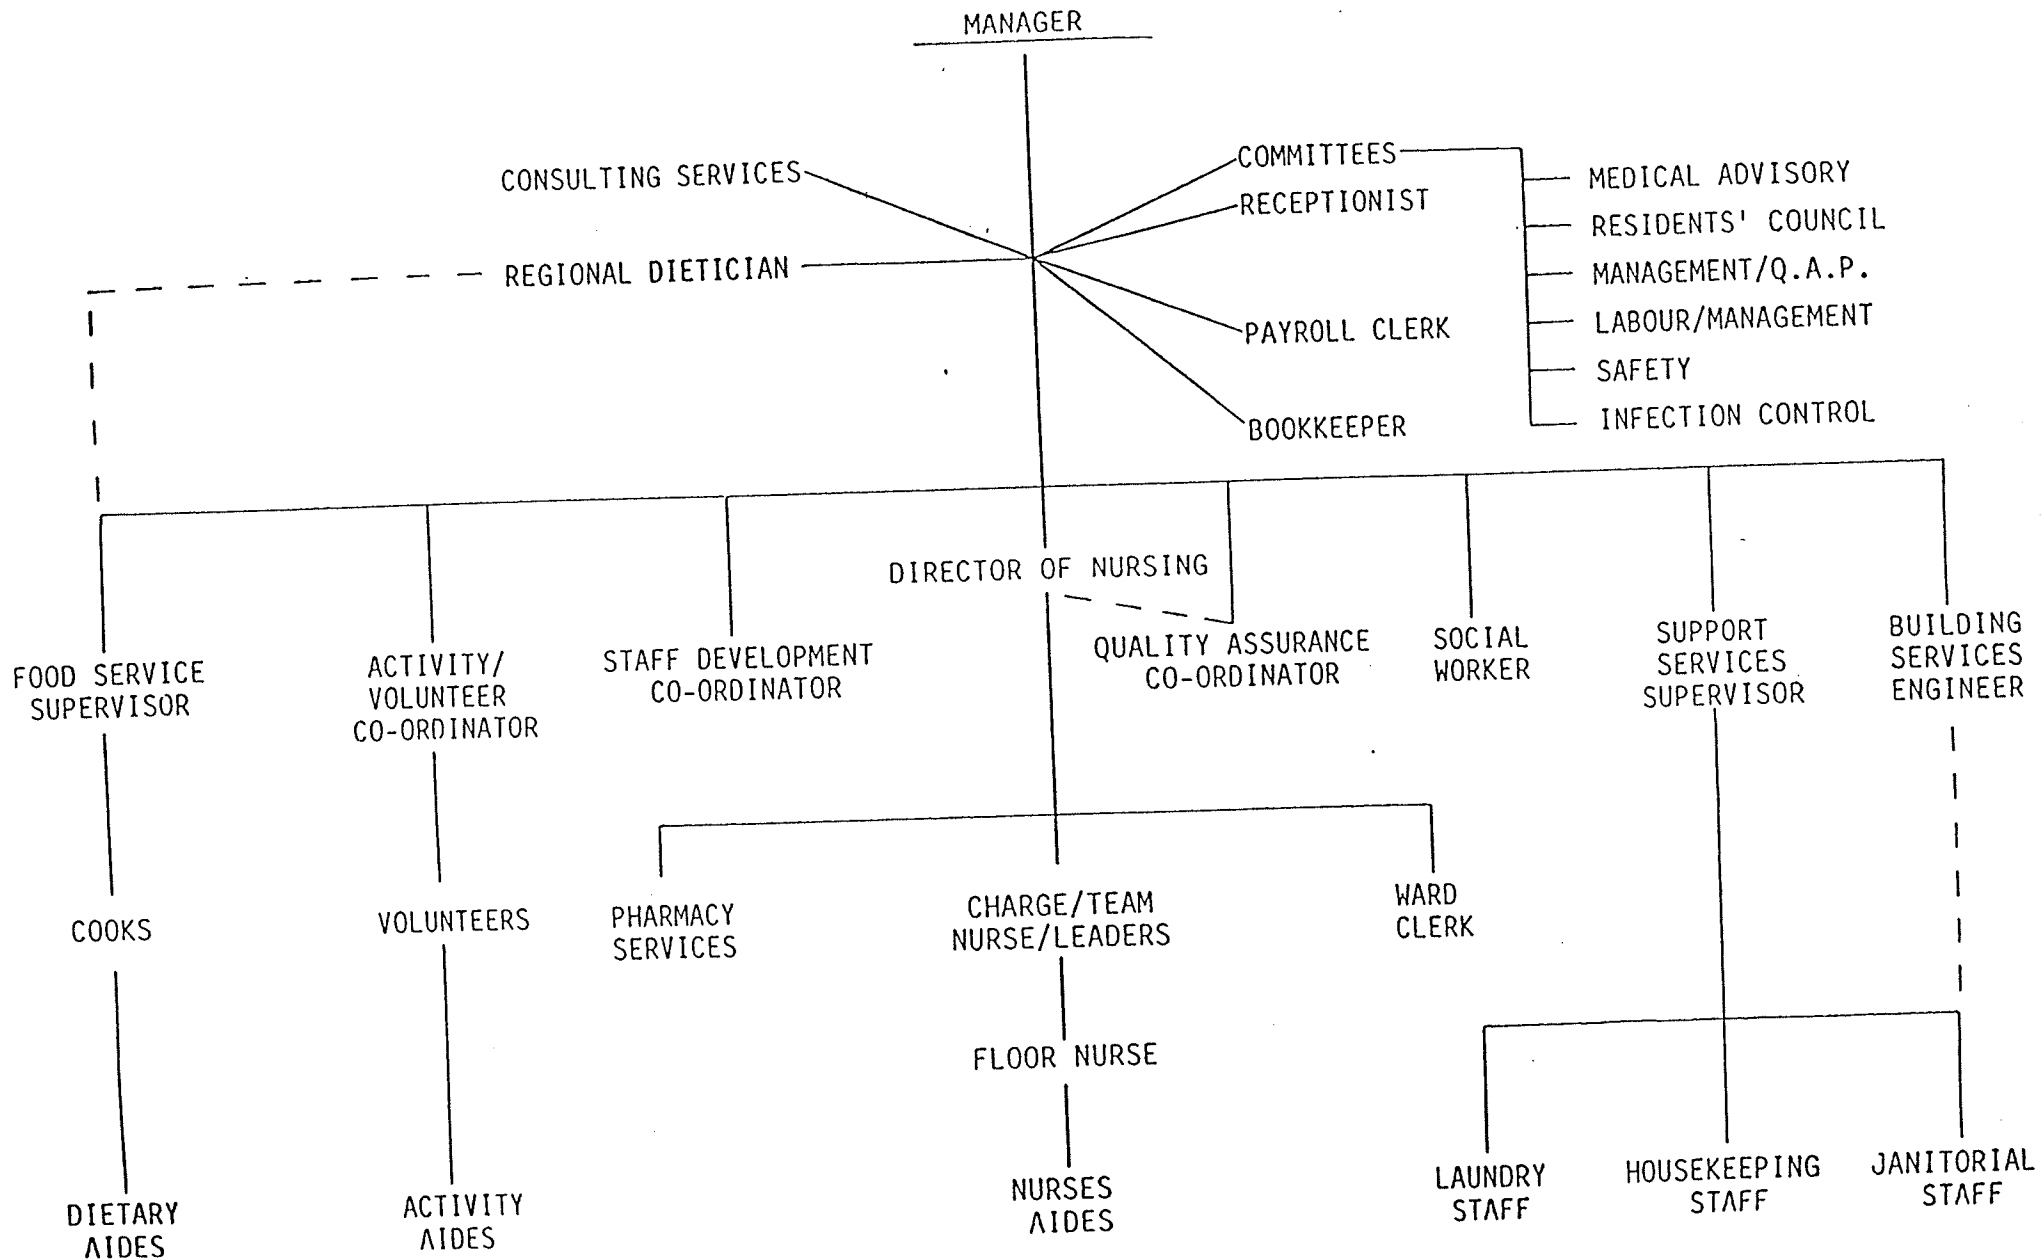 MANAGER
CONSULTING SERVICES
REGIONAL DIETICIAN
COMMITTEES
RECEPTIONIST
PAYROLL CLERK
BOOKKEEPER
MEDICAL ADVISORY
RESIDENTS' COUNCIL
MANAGEMENT/Q.A.P.
LABOUR/MANAGEMENT
SAFETY
INFECTION CONTROL
DIRECTOR OF NURSING
FOOD SERVICE
SUPERVISOR
ACTIVITY/
VOLUNTEER
CO-ORDINATOR
STAFF DEVELOPMENT
CO-ORDINATOR
QUALITY ASSURANCE
CO-ORDINATOR
SOCIAL
WORKER
SUPPORT
SERVICES
SUPERVISOR
BUILDING
SERVICES
ENGINEER
COOKS
VOLUNTEERS
PHARMACY
SERVICES
CHARGE/TEAM
NURSE/LEADERS
WARD
CLERK
FLOOR NURSE
DIETARY
AIDES
ACTIVITY
AIDES
NURSES
AIDES
LAUNDRY
STAFF
HOUSEKEEPING
STAFF
JANITORIAL
STAFF